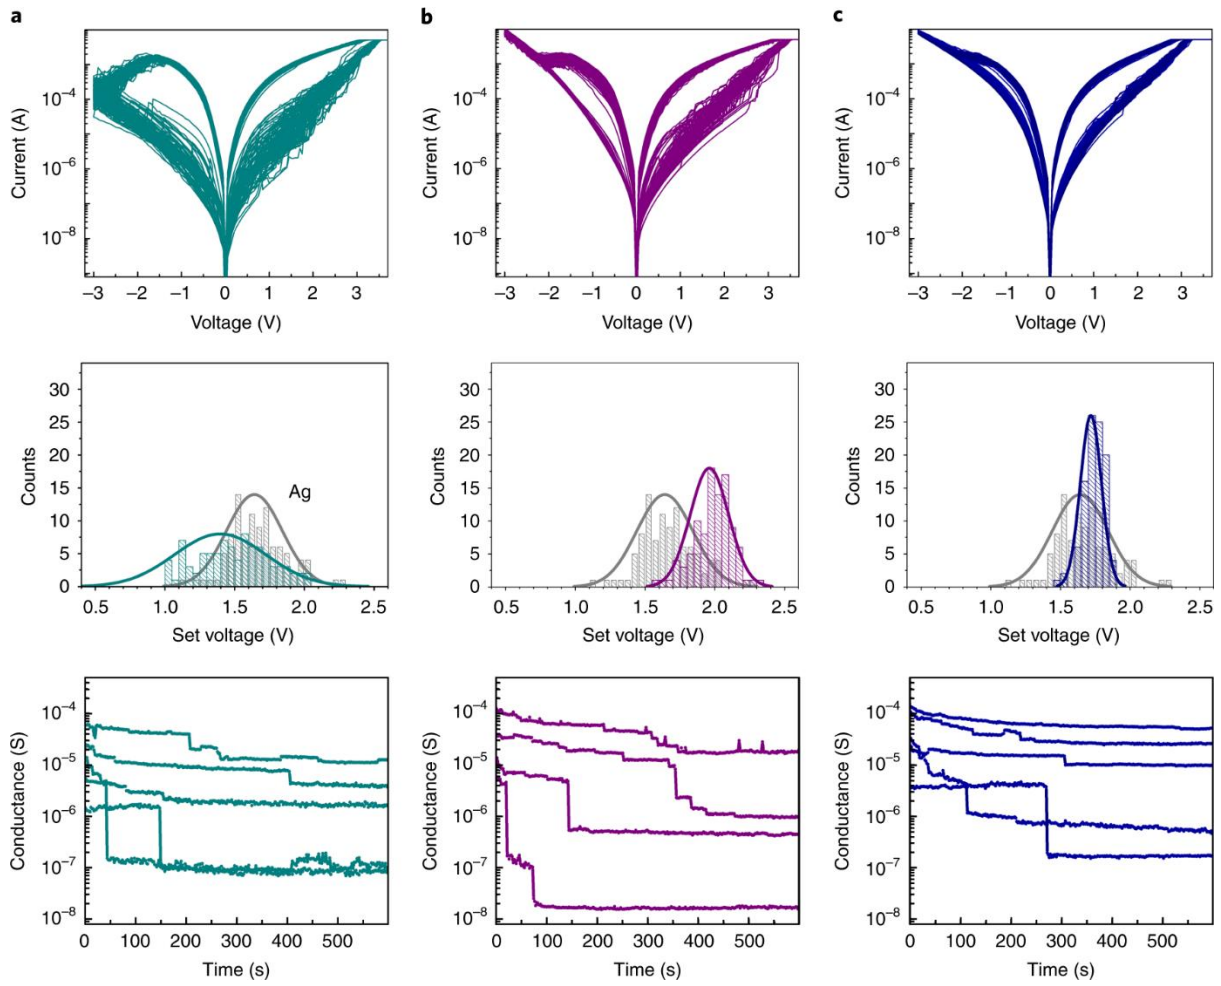 a
b
c
Current (A)
10⁻⁴
10⁻⁶
10⁻⁸
−3 −2 −1 0 1 2 3
Voltage (V)
Current (A)
10⁻⁴
10⁻⁶
10⁻⁸
−3 −2 −1 0 1 2 3
Voltage (V)
Current (A)
10⁻⁴
10⁻⁶
10⁻⁸
−3 −2 −1 0 1 2 3
Voltage (V)
Counts
30
25
20
15
10
5
0
Ag
0.5 1.0 1.5 2.0 2.5
Set voltage (V)
Counts
30
25
20
15
10
5
0
0.5 1.0 1.5 2.0 2.5
Set voltage (V)
Counts
30
25
20
15
10
5
0
0.5 1.0 1.5 2.0 2.5
Set voltage (V)
Conductance (S)
10⁻⁴
10⁻⁵
10⁻⁶
10⁻⁷
10⁻⁸
0 100 200 300 400 500
Time (s)
Conductance (S)
10⁻⁴
10⁻⁵
10⁻⁶
10⁻⁷
10⁻⁸
0 100 200 300 400 500
Time (s)
Conductance (S)
10⁻⁴
10⁻⁵
10⁻⁶
10⁻⁷
10⁻⁸
0 100 200 300 400 500
Time (s)